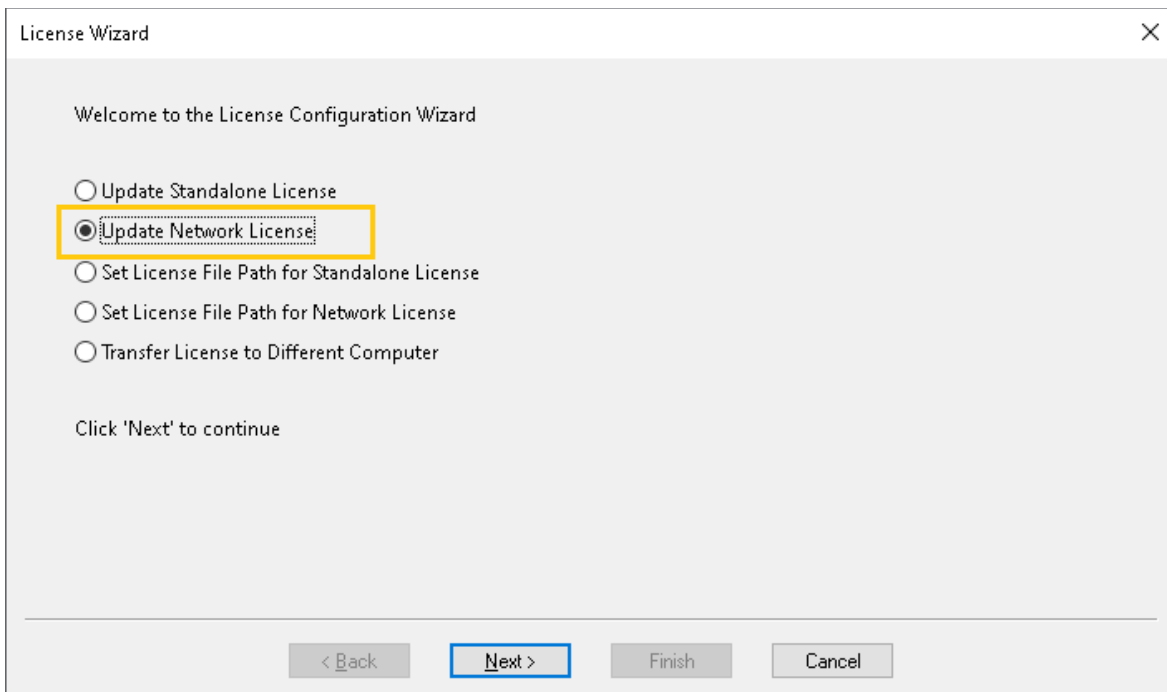 License Wizard
Welcome to the License Configuration Wizard
Update Standalone License
Update Network License
Set License File Path for Standalone License
Set License File Path for Network License
Transfer License to Different Computer
Click 'Next' to continue
< Back Next > Finish Cancel